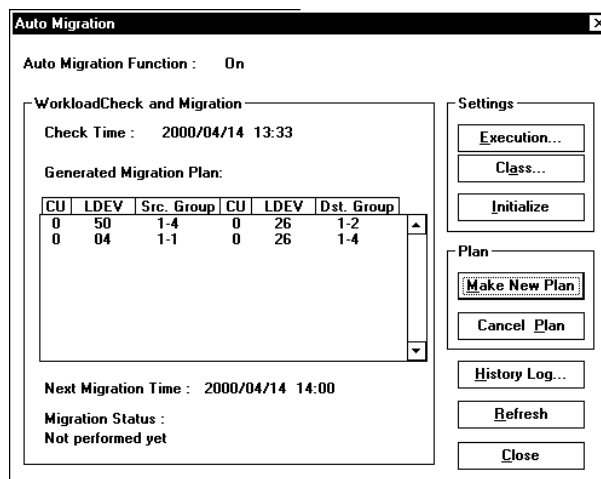 Auto Migration
Auto Migration Function : On
WorkloadCheck and Migration
Check Time : 2000/04/14 13:33
Generated Migration Plan:
CU LDEV Src. Group CU LDEV Dst. Group
0 50 1-4 0 26 1-2
0 04 1-1 0 26 1-4
Next Migration Time : 2000/04/14 14:00
Migration Status :
Not performed yet
Settings
Execution...
Class...
Initialize
Plan
Make New Plan
Cancel Plan
History Log...
Refresh
Close